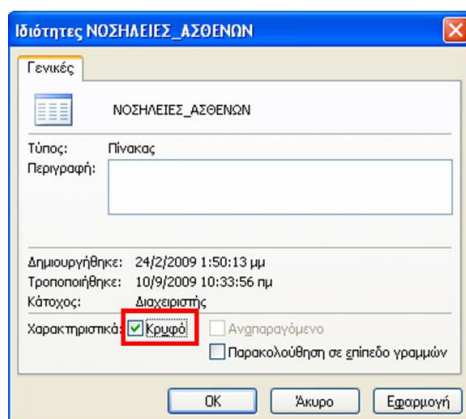 Ιδιότητες ΝΟΣΗΛΕΙΕΣ_ΑΣΘΕΝΩΝ
Γενικές
ΝΟΣΗΛΕΙΕΣ_ΑΣΘΕΝΩΝ
Τύπος: Πίνακας
Περιγραφή:
Δημιουργήθηκε: 24/2/2009 1:50:13 μμ
Τροποποιήθηκε: 10/9/2009 10:33:56 πμ
Κάτοχος: Διαχειριστής
Χαρακτηριστικά: Κρυφό Αναπαραγόμενο
Παρακολούθηση σε επίπεδο γραμμών
OK Άκυρο Εφαρμογή